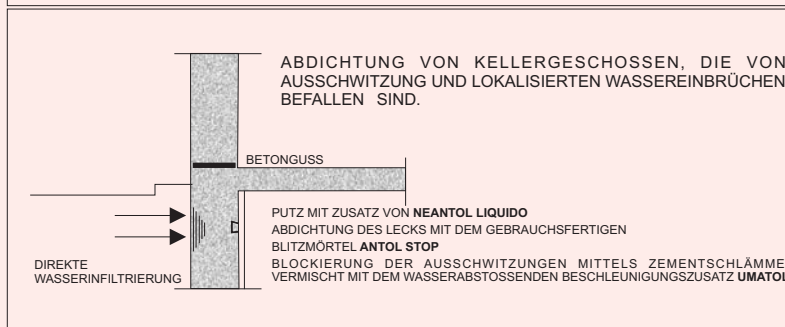 ABDICHTUNG VON KELLERGESCHOSSEN, DIE VON
AUSSCHWITZUNG UND LOKALISIERTEN WASSEREINBRÜCHEN
BEFALLEN SIND.
BETONGUSS
PUTZ MIT ZUSATZ VON NEANTOL LIQUIDO
ABDICHTUNG DES LECKS MIT DEM GEBRAUCHSFERTIGEN
BLITZMÖRTEL ANTOL STOP
BLOCKIERUNG DER AUSSCHWITZUNGEN MITTELS ZEMENTSCHLÄMME
VERMISCHT MIT DEM WASSERABSTOSSENDEN BESCHLEUNIGUNGSZUSATZ UMATOL
DIREKTE
WASSERINFILTRIERUNG